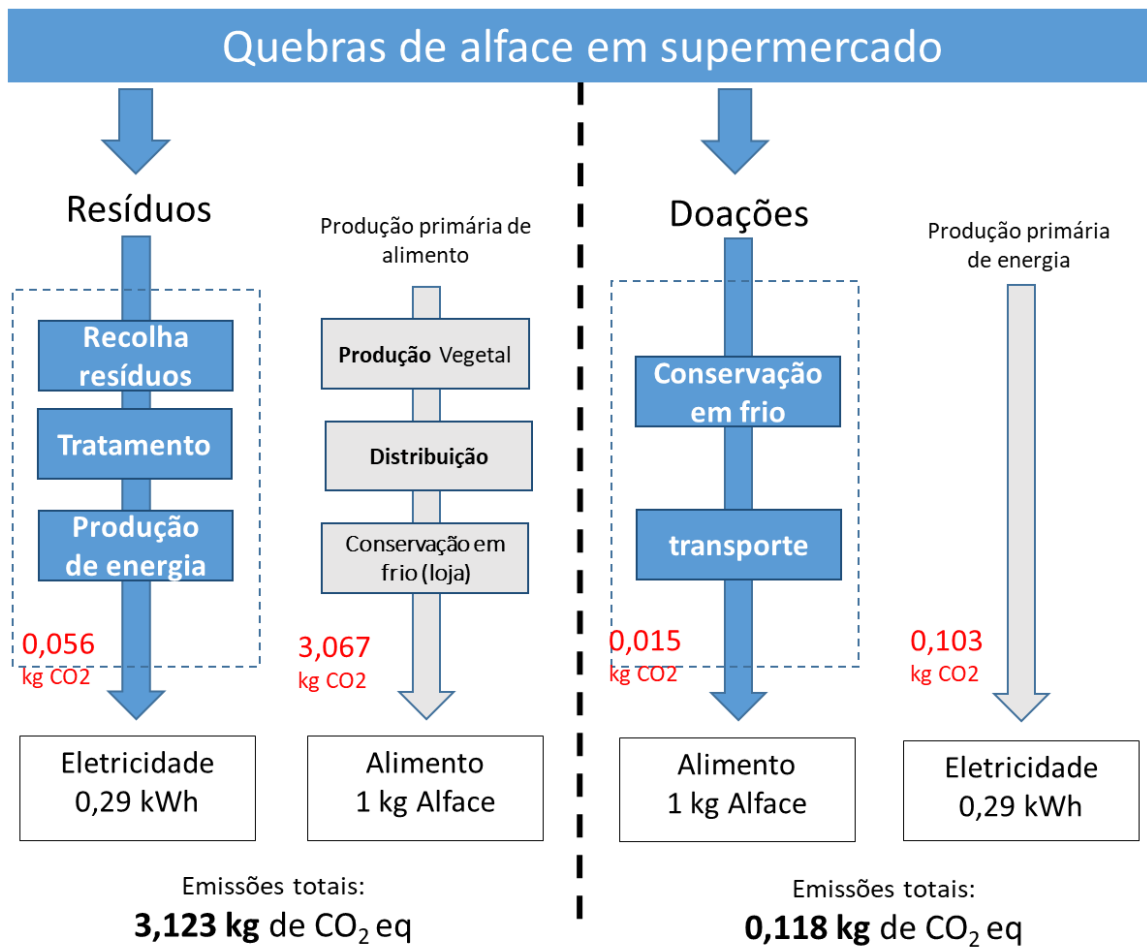 Quebras de alface em supermercado
Resíduos
Recolha
resíduos
Tratamento
Produção
de energia
0,056
kg CO2
Eletricidade
0,29 kWh
Produção primária de
alimento
Produção Vegetal
Distribuição
Conservação em
frio (loja)
3,067
kg CO2
Alimento
1 kg Alface
Emissões totais:
3,123 kg de CO₂ eq
Doações
Conservação
em frio
transporte
0,015
kg CO2
Alimento
1 kg Alface
Produção primária
de energia
0,103
kg CO2
Eletricidade
0,29 kWh
Emissões totais:
0,118 kg de CO₂ eq